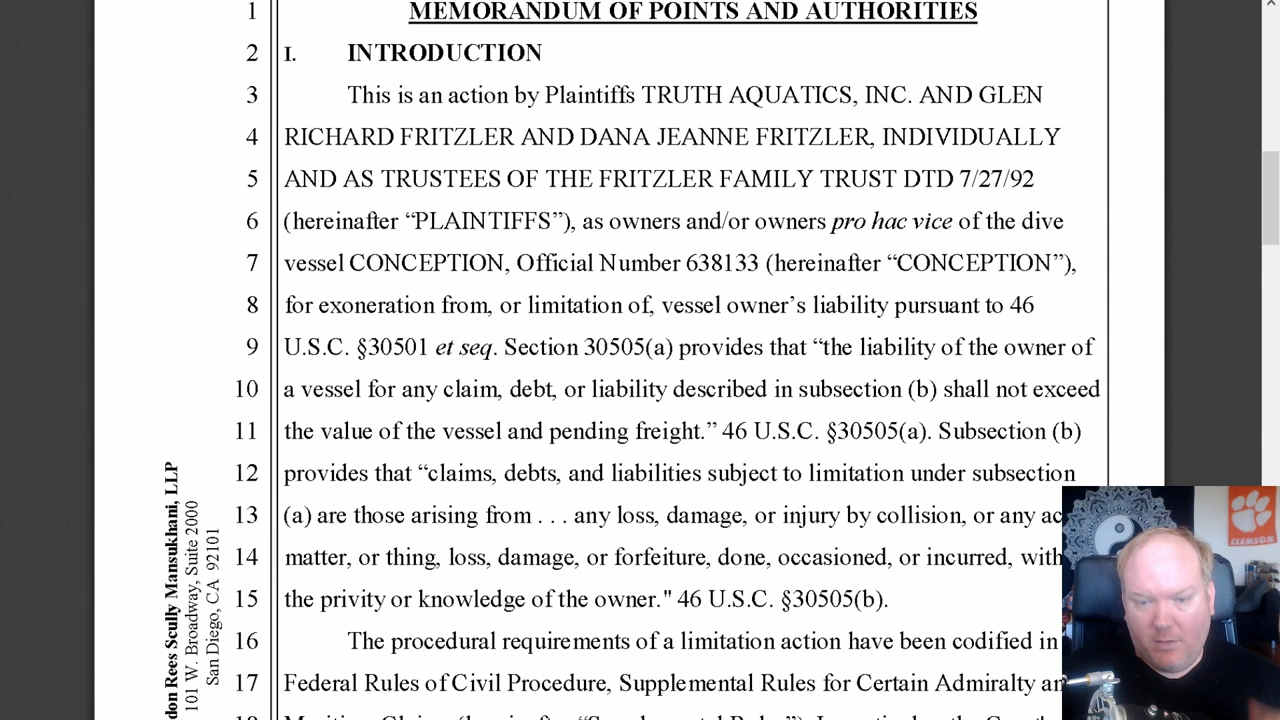 MEMORANDUM OF POINTS AND AUTHORITIES
1
2 I. INTRODUCTION
3 This is an action by Plaintiffs TRUTH AQUATICS, INC. AND GLEN
4 RICHARD FRITZLER AND DANA JEANNE FRITZLER, INDIVIDUALLY
5 AND AS TRUSTEES OF THE FRITZLER FAMILY TRUST DTD 7/27/92
6 (hereinafter “PLAINTIFFS”), as owners and/or owners pro hac vice of the dive
7 vessel CONCEPTION, Official Number 638133 (hereinafter “CONCEPTION”),
8 for exoneration from, or limitation of, vessel owner’s liability pursuant to 46
9 U.S.C. §30501 et seq. Section 30505(a) provides that “the liability of the owner of
10 a vessel for any claim, debt, or liability described in subsection (b) shall not exceed
11 the value of the vessel and pending freight.” 46 U.S.C. §30505(a). Subsection (b)
12 provides that “claims, debts, and liabilities subject to limitation under subsection
13 (a) are those arising from . . . any loss, damage, or injury by collision, or any
14 matter, or thing, loss, damage, or forfeiture, done, occasioned, or incurred,
15 the privity or knowledge of the owner." 46 U.S.C. §30505(b).
16 The procedural requirements of a limitation action have been codified in
17 Federal Rules of Civil Procedure, Supplemental Rules for Certain Admiralty
don Rees Scully Mansukhani, LLP
101 W. Broadway, Suite 2000
San Diego, CA 92101
CLEMSON